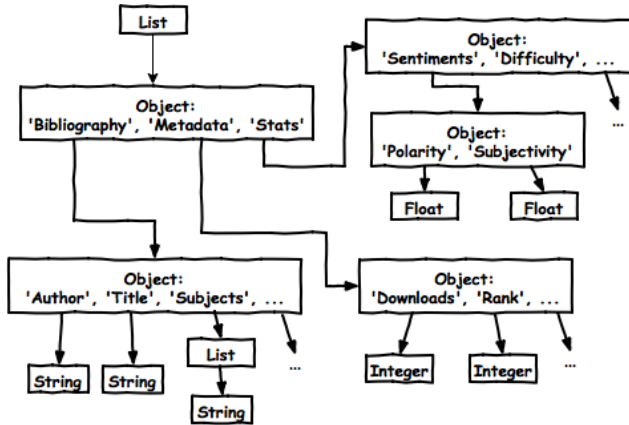 List
Object:
'Bibliography', 'Metadata', 'Stats'
Object:
'Sentiments', 'Difficulty', ...
...
Object:
'Polarity', 'Subjectivity'
Float
Float
Object:
'Author', 'Title', 'Subjects', ...
String
String
List
String
...
Object:
'Downloads', 'Rank', ...
Integer
Integer
...